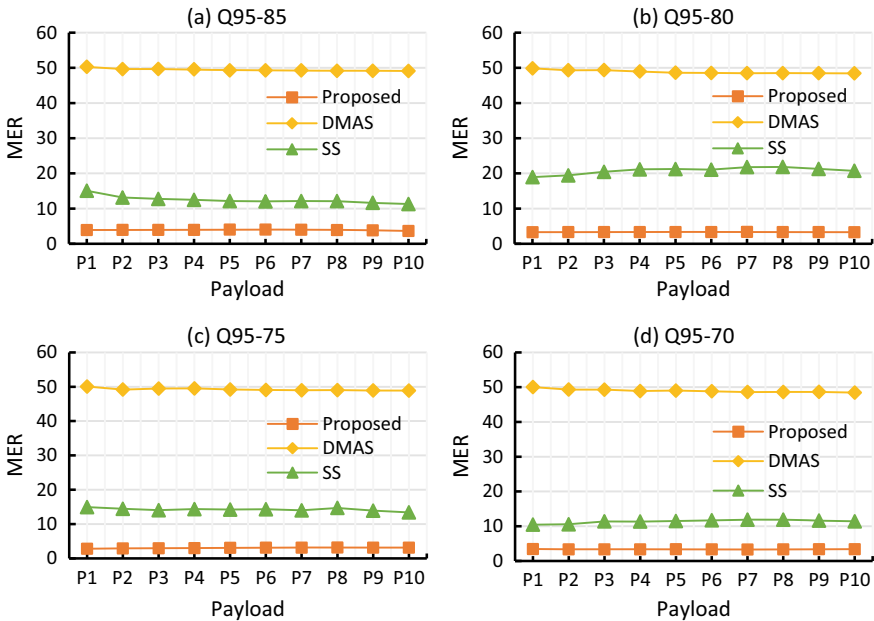 (a) Q95-85
60
50
40
30
20
10
0
MER
Proposed
DMAS
SS
P1 P2 P3 P4 P5 P6 P7 P8 P9 P10
Payload
(b) Q95-80
60
50
40
30
20
10
0
MER
Proposed
DMAS
SS
P1 P2 P3 P4 P5 P6 P7 P8 P9 P10
Payload
(c) Q95-75
60
50
40
30
20
10
0
MER
Proposed
DMAS
SS
P1 P2 P3 P4 P5 P6 P7 P8 P9 P10
Payload
(d) Q95-70
60
50
40
30
20
10
0
MER
Proposed
DMAS
SS
P1 P2 P3 P4 P5 P6 P7 P8 P9 P10
Payload